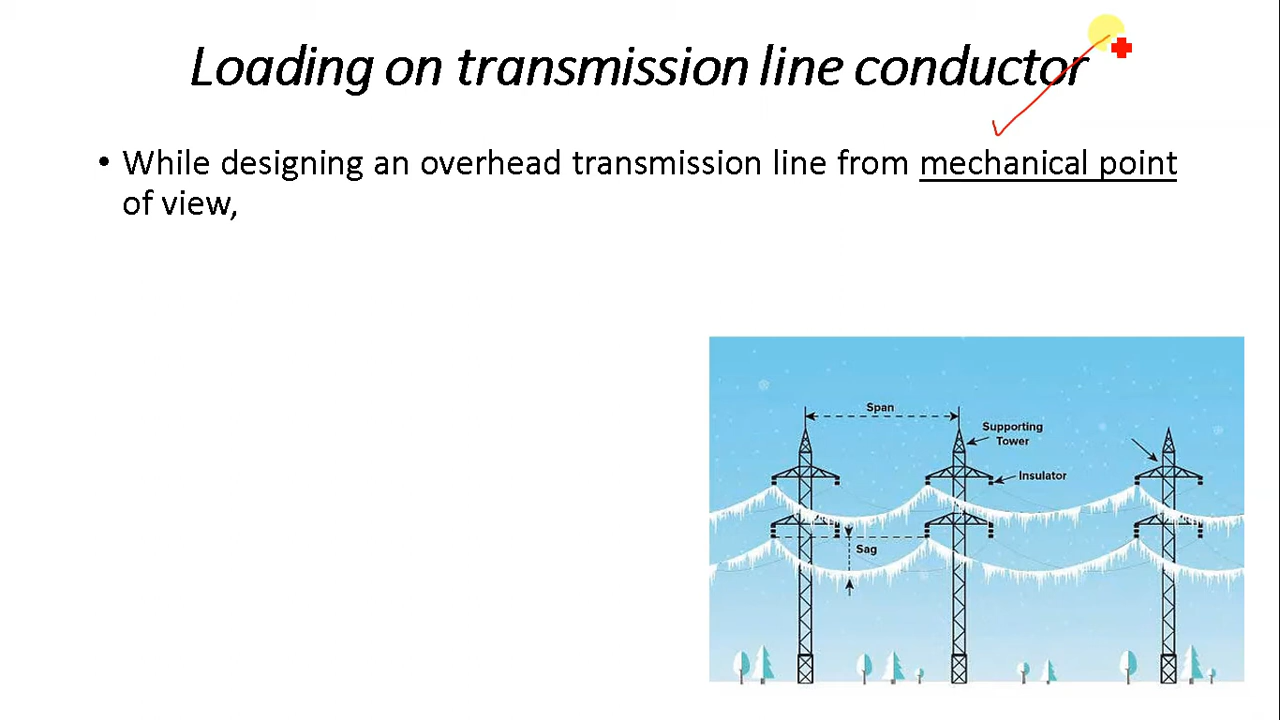 Loading on transmission line conductor
• While designing an overhead transmission line from mechanical point
of view,
Span
Supporting
Tower
Insulator
Sag